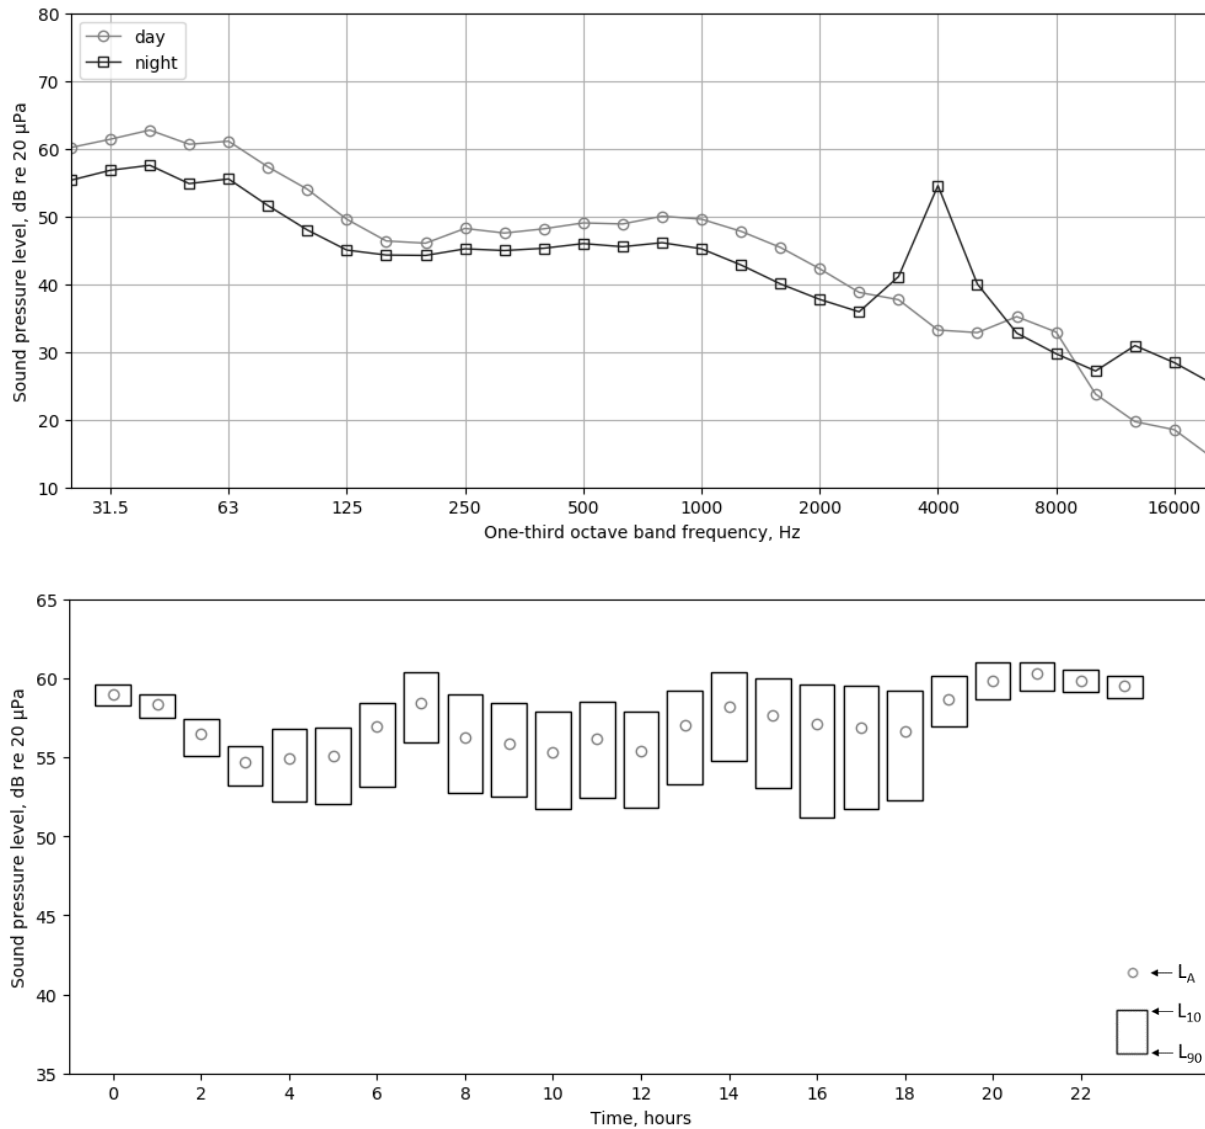 80
70
60
50
40
30
20
10
Sound pressure level, dB re 20 μPa
day
night
31.5 63 125 250 500 1000 2000 4000 8000 16000
One-third octave band frequency, Hz
65
60
55
50
45
40
35
Sound pressure level, dB re 20 μPa
L_A
L_10
L_90
0 2 4 6 8 10 12 14 16 18 20 22
Time, hours